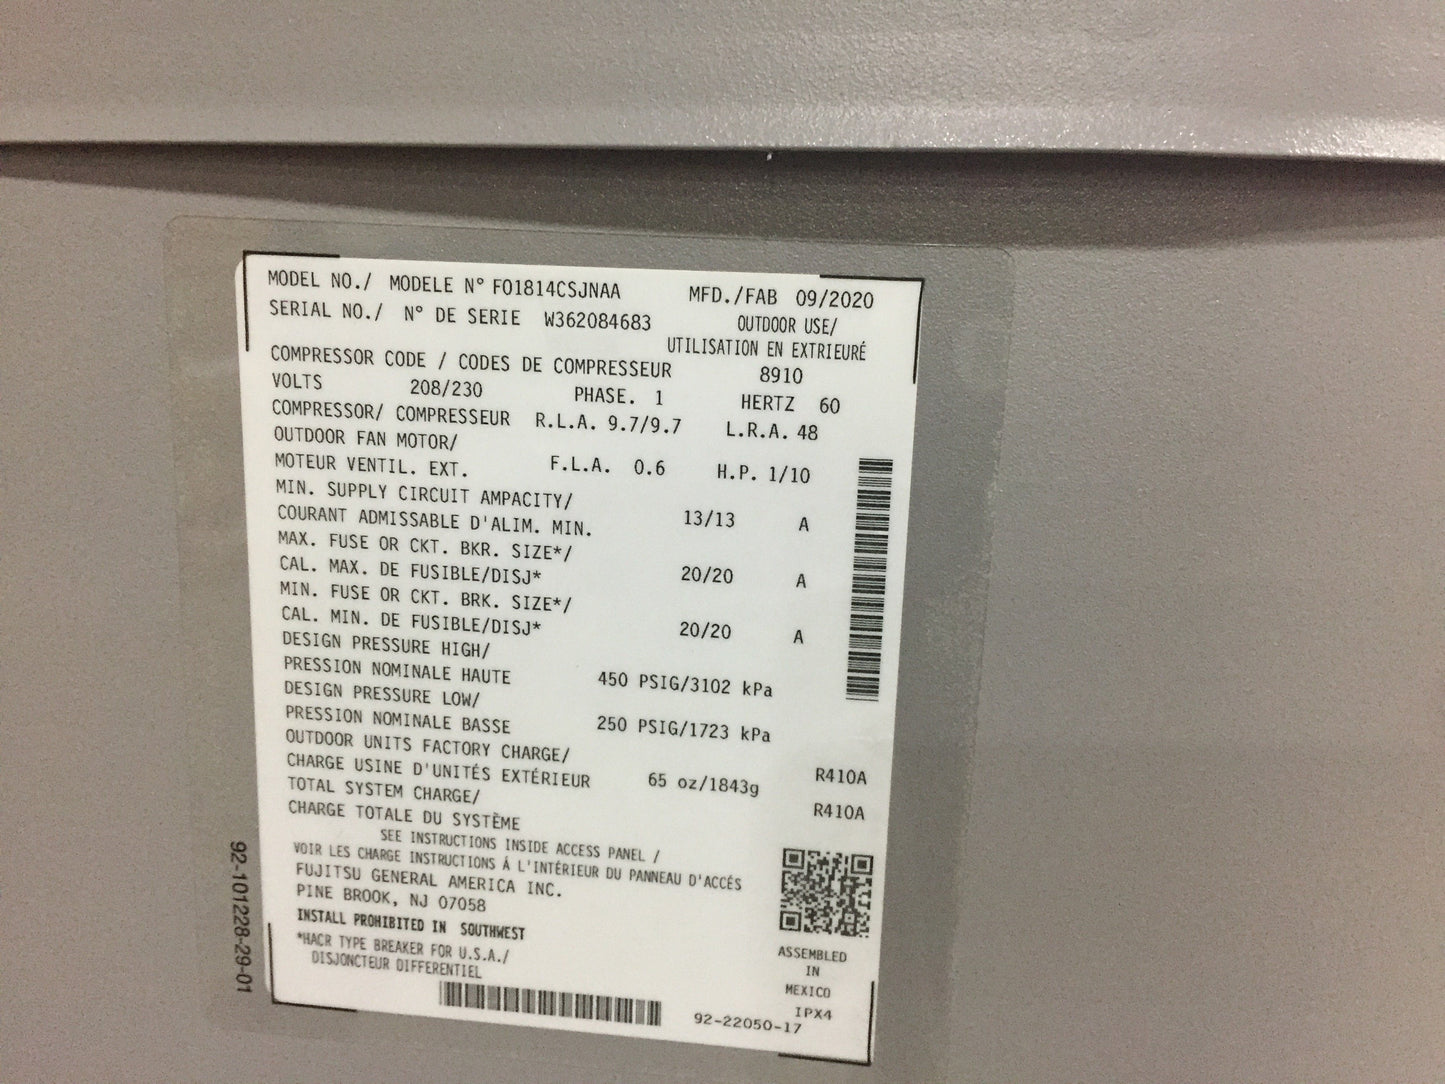 MODEL NO./ MODELE N° FO1814CSJNAA MFD./FAB 09/2020
SERIAL NO./ N° DE SERIE W362084683 OUTDOOR USE/
UTILISATION EN EXTRIEURÉ
COMPRESSOR CODE / CODES DE COMPRESSEUR 8910
VOLTS 208/230 PHASE. 1 HERTZ 60
COMPRESSOR/ COMPRESSEUR R.L.A. 9.7/9.7 L.R.A. 48
OUTDOOR FAN MOTOR/
MOTEUR VENTIL. EXT. F.L.A. 0.6 H.P. 1/10
MIN. SUPPLY CIRCUIT AMPACITY/
COURANT ADMISSABLE D'ALIM. MIN. 13/13 A
MAX. FUSE OR CKT. BKR. SIZE*/
CAL. MAX. DE FUSIBLE/DISJ* 20/20 A
MIN. FUSE OR CKT. BRK. SIZE*/
CAL. MIN. DE FUSIBLE/DISJ* 20/20 A
DESIGN PRESSURE HIGH/
PRESSION NOMINALE HAUTE 450 PSIG/3102 kPa
DESIGN PRESSURE LOW/
PRESSION NOMINALE BASSE 250 PSIG/1723 kPa
OUTDOOR UNITS FACTORY CHARGE/
CHARGE USINE D'UNITÉS EXTÉRIEUR 65 oz/1843g R410A
TOTAL SYSTEM CHARGE/
CHARGE TOTALE DU SYSTÈME R410A
SEE INSTRUCTIONS INSIDE ACCESS PANEL /
VOIR LES CHARGE INSTRUCTIONS Á L'INTÉRIEUR DU PANNEAU D'ACCÉS
FUJITSU GENERAL AMERICA INC.
PINE BROOK, NJ 07058
INSTALL PROHIBITED IN SOUTHWEST
*HACR TYPE BREAKER FOR U.S.A./
DISJONCTEUR DIFFERENTIEL
ASSEMBLED
IN
MEXICO
IPX4
92-22050-17
92-101228-29-01